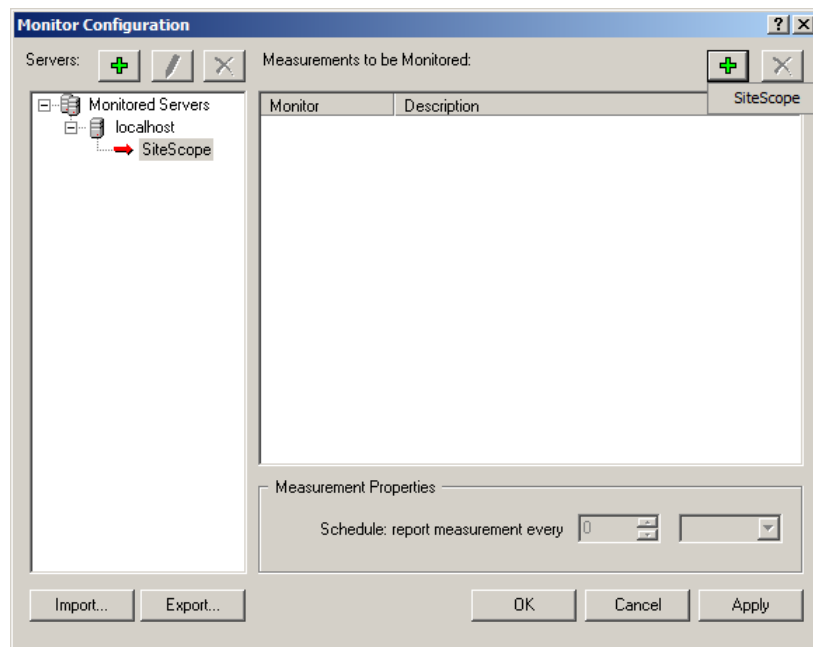 Monitor Configuration
Servers:
Measurements to be Monitored:
SiteScope
Monitored Servers
localhost
SiteScope
Monitor Description
Measurement Properties
Schedule: report measurement every 0
Import... Export... OK Cancel Apply